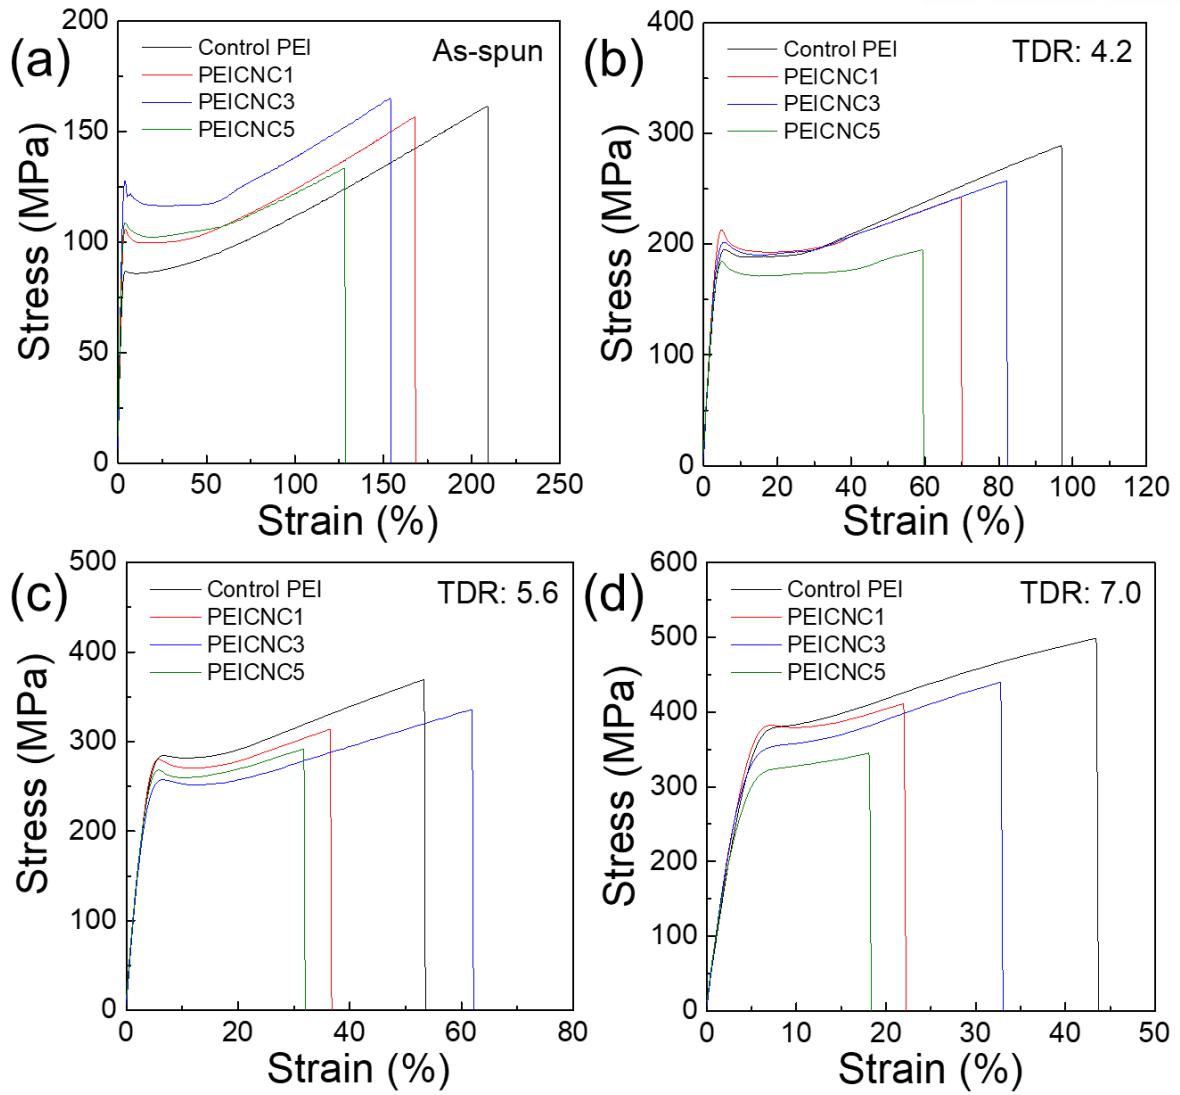 (a)
As-spun
Control PEI
PEICNC1
PEICNC3
PEICNC5
200
150
100
50
0
Stress (MPa)
0 50 100 150 200 250
Strain (%)
(b)
TDR: 4.2
Control PEI
PEICNC1
PEICNC3
PEICNC5
400
300
200
100
0
Stress (MPa)
0 20 40 60 80 100 120
Strain (%)
(c)
TDR: 5.6
Control PEI
PEICNC1
PEICNC3
PEICNC5
500
400
300
200
100
0
Stress (MPa)
0 20 40 60 80
Strain (%)
(d)
TDR: 7.0
Control PEI
PEICNC1
PEICNC3
PEICNC5
600
500
400
300
200
100
0
Stress (MPa)
0 10 20 30 40 50
Strain (%)